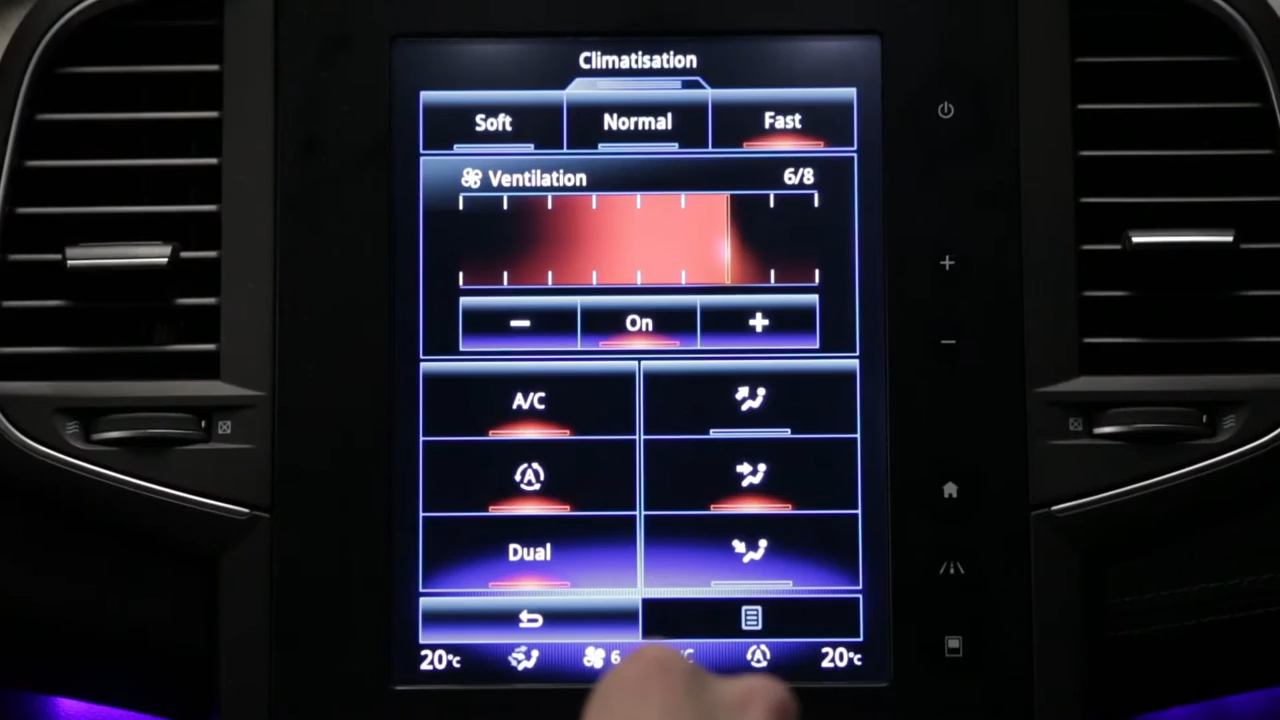 Climatisation
Soft Normal Fast
Ventilation 6/8
− On +
A/C
A
Dual
20°C 6 A 20°C
+
−